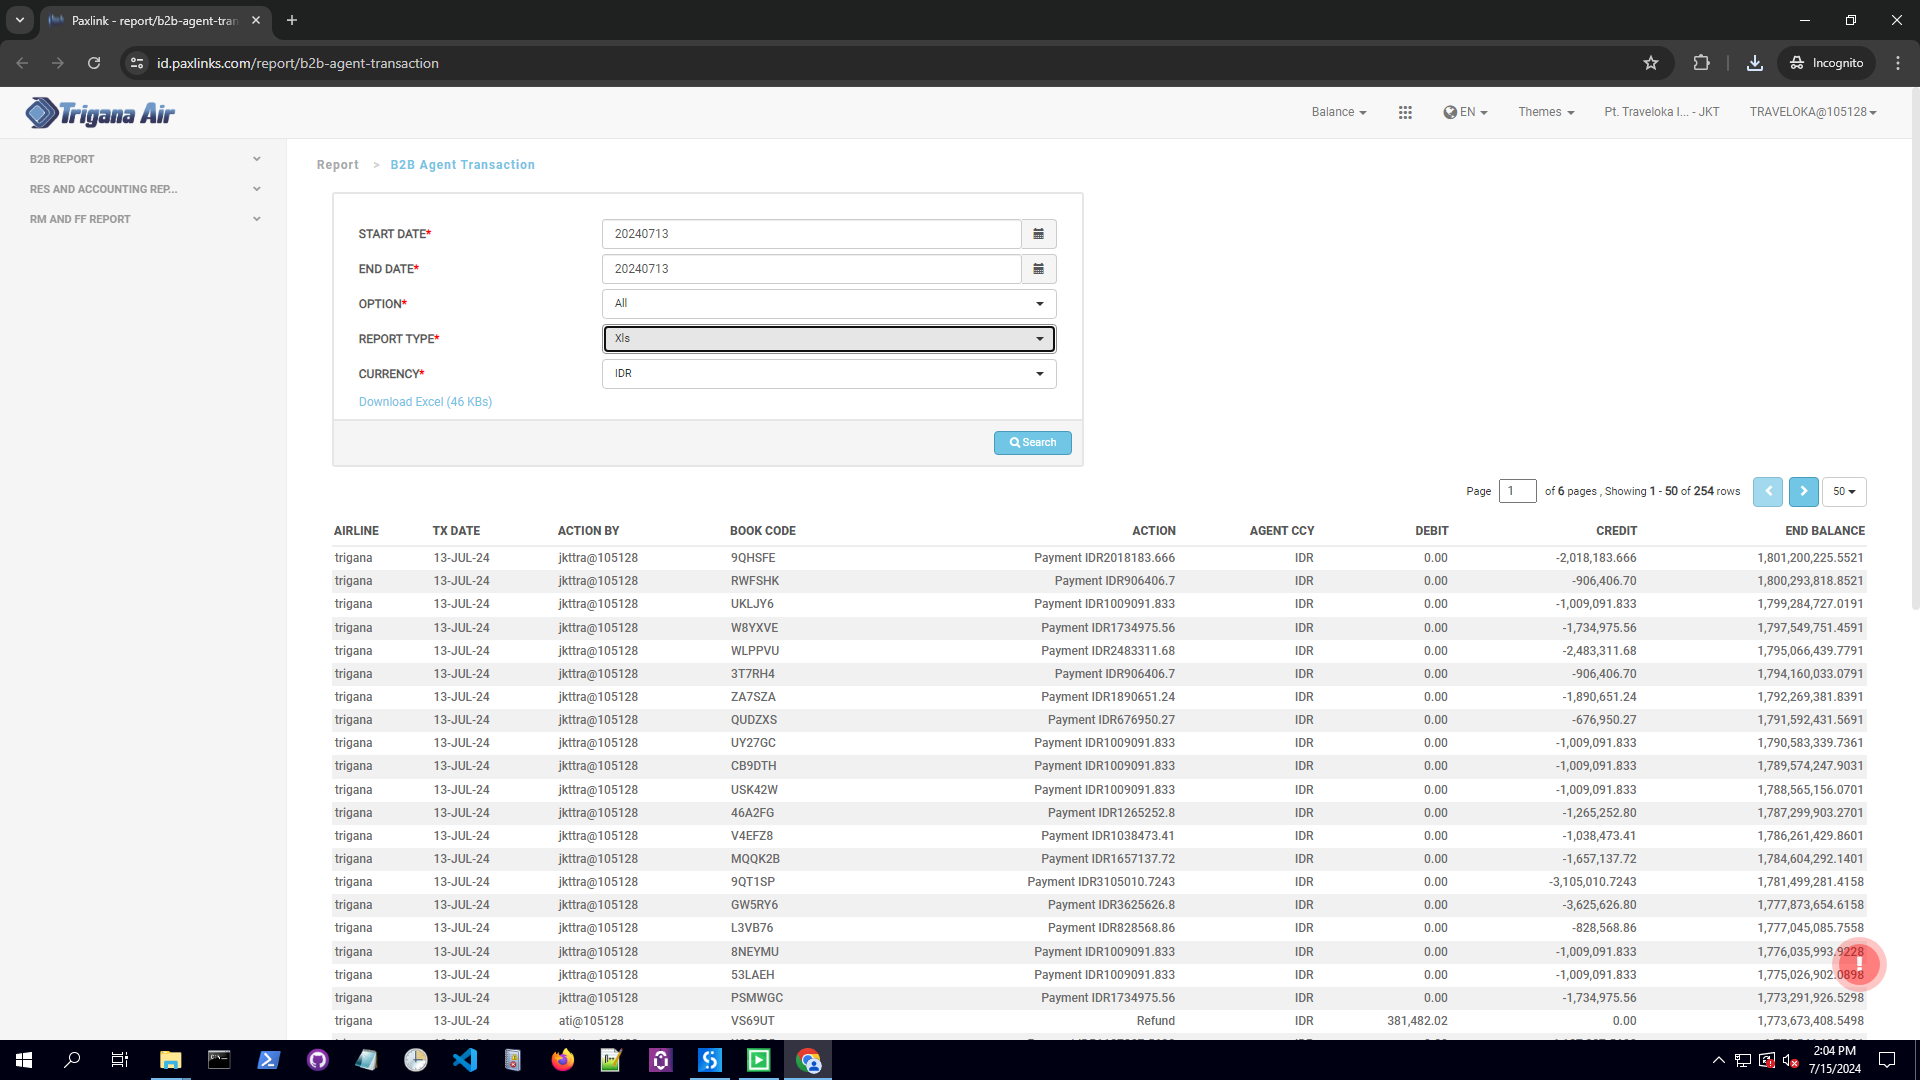 Paxlink - report/b2b-agent-tran
id.paxlinks.com/report/b2b-agent-transaction
Incognito
Trigana Air
Balance
EN
Themes
Pt. Traveloka I... - JKT
TRAVELOKA@105128
B2B REPORT
RES AND ACCOUNTING REP...
RM AND FF REPORT
Report > B2B Agent Transaction
START DATE* 20240713
END DATE* 20240713
OPTION* All
REPORT TYPE* Xls
CURRENCY* IDR
Download Excel (46 KBs)
Search
Page 1 of 6 pages , Showing 1 - 50 of 254 rows 50
AIRLINE TX DATE ACTION BY BOOK CODE ACTION AGENT CCY DEBIT CREDIT END BALANCE
trigana 13-JUL-24 jkttra@105128 9QHSFE Payment IDR2018183.666 IDR 0.00 -2,018,183.666 1,801,200,225.5521
trigana 13-JUL-24 jkttra@105128 RWFSHK Payment IDR906406.7 IDR 0.00 -906,406.70 1,800,293,818.8521
trigana 13-JUL-24 jkttra@105128 UKLJY6 Payment IDR1009091.833 IDR 0.00 -1,009,091.833 1,799,284,727.0191
trigana 13-JUL-24 jkttra@105128 W8YXVE Payment IDR1734975.56 IDR 0.00 -1,734,975.56 1,797,549,751.4591
trigana 13-JUL-24 jkttra@105128 WLPPVU Payment IDR2483311.68 IDR 0.00 -2,483,311.68 1,795,066,439.7791
trigana 13-JUL-24 jkttra@105128 3T7RH4 Payment IDR906406.7 IDR 0.00 -906,406.70 1,794,160,033.0791
trigana 13-JUL-24 jkttra@105128 ZA7SZA Payment IDR1890651.24 IDR 0.00 -1,890,651.24 1,792,269,381.8391
trigana 13-JUL-24 jkttra@105128 QUDZXS Payment IDR676950.27 IDR 0.00 -676,950.27 1,791,592,431.5691
trigana 13-JUL-24 jkttra@105128 UY27GC Payment IDR1009091.833 IDR 0.00 -1,009,091.833 1,790,583,339.7361
trigana 13-JUL-24 jkttra@105128 CB9DTH Payment IDR1009091.833 IDR 0.00 -1,009,091.833 1,789,574,247.9031
trigana 13-JUL-24 jkttra@105128 USK42W Payment IDR1009091.833 IDR 0.00 -1,009,091.833 1,788,565,156.0701
trigana 13-JUL-24 jkttra@105128 46A2FG Payment IDR1265252.8 IDR 0.00 -1,265,252.80 1,787,299,903.2701
trigana 13-JUL-24 jkttra@105128 V4EFZ8 Payment IDR1038473.41 IDR 0.00 -1,038,473.41 1,786,261,429.8601
trigana 13-JUL-24 jkttra@105128 MQQK2B Payment IDR1657137.72 IDR 0.00 -1,657,137.72 1,784,604,292.1401
trigana 13-JUL-24 jkttra@105128 9QT1SP Payment IDR3105010.7243 IDR 0.00 -3,105,010.7243 1,781,499,281.4158
trigana 13-JUL-24 jkttra@105128 GW5RY6 Payment IDR3625626.8 IDR 0.00 -3,625,626.80 1,777,873,654.6158
trigana 13-JUL-24 jkttra@105128 L3VB76 Payment IDR828568.86 IDR 0.00 -828,568.86 1,777,045,085.7558
trigana 13-JUL-24 jkttra@105128 8NEYMU Payment IDR1009091.833 IDR 0.00 -1,009,091.833 1,776,035,993.9228
trigana 13-JUL-24 jkttra@105128 53LAEH Payment IDR1009091.833 IDR 0.00 -1,009,091.833 1,775,026,902.0898
trigana 13-JUL-24 jkttra@105128 PSMWGC Payment IDR1734975.56 IDR 0.00 -1,734,975.56 1,773,291,926.5298
trigana 13-JUL-24 ati@105128 VS69UT Refund IDR 381,482.02 0.00 1,773,673,408.5498
2:04 PM
7/15/2024